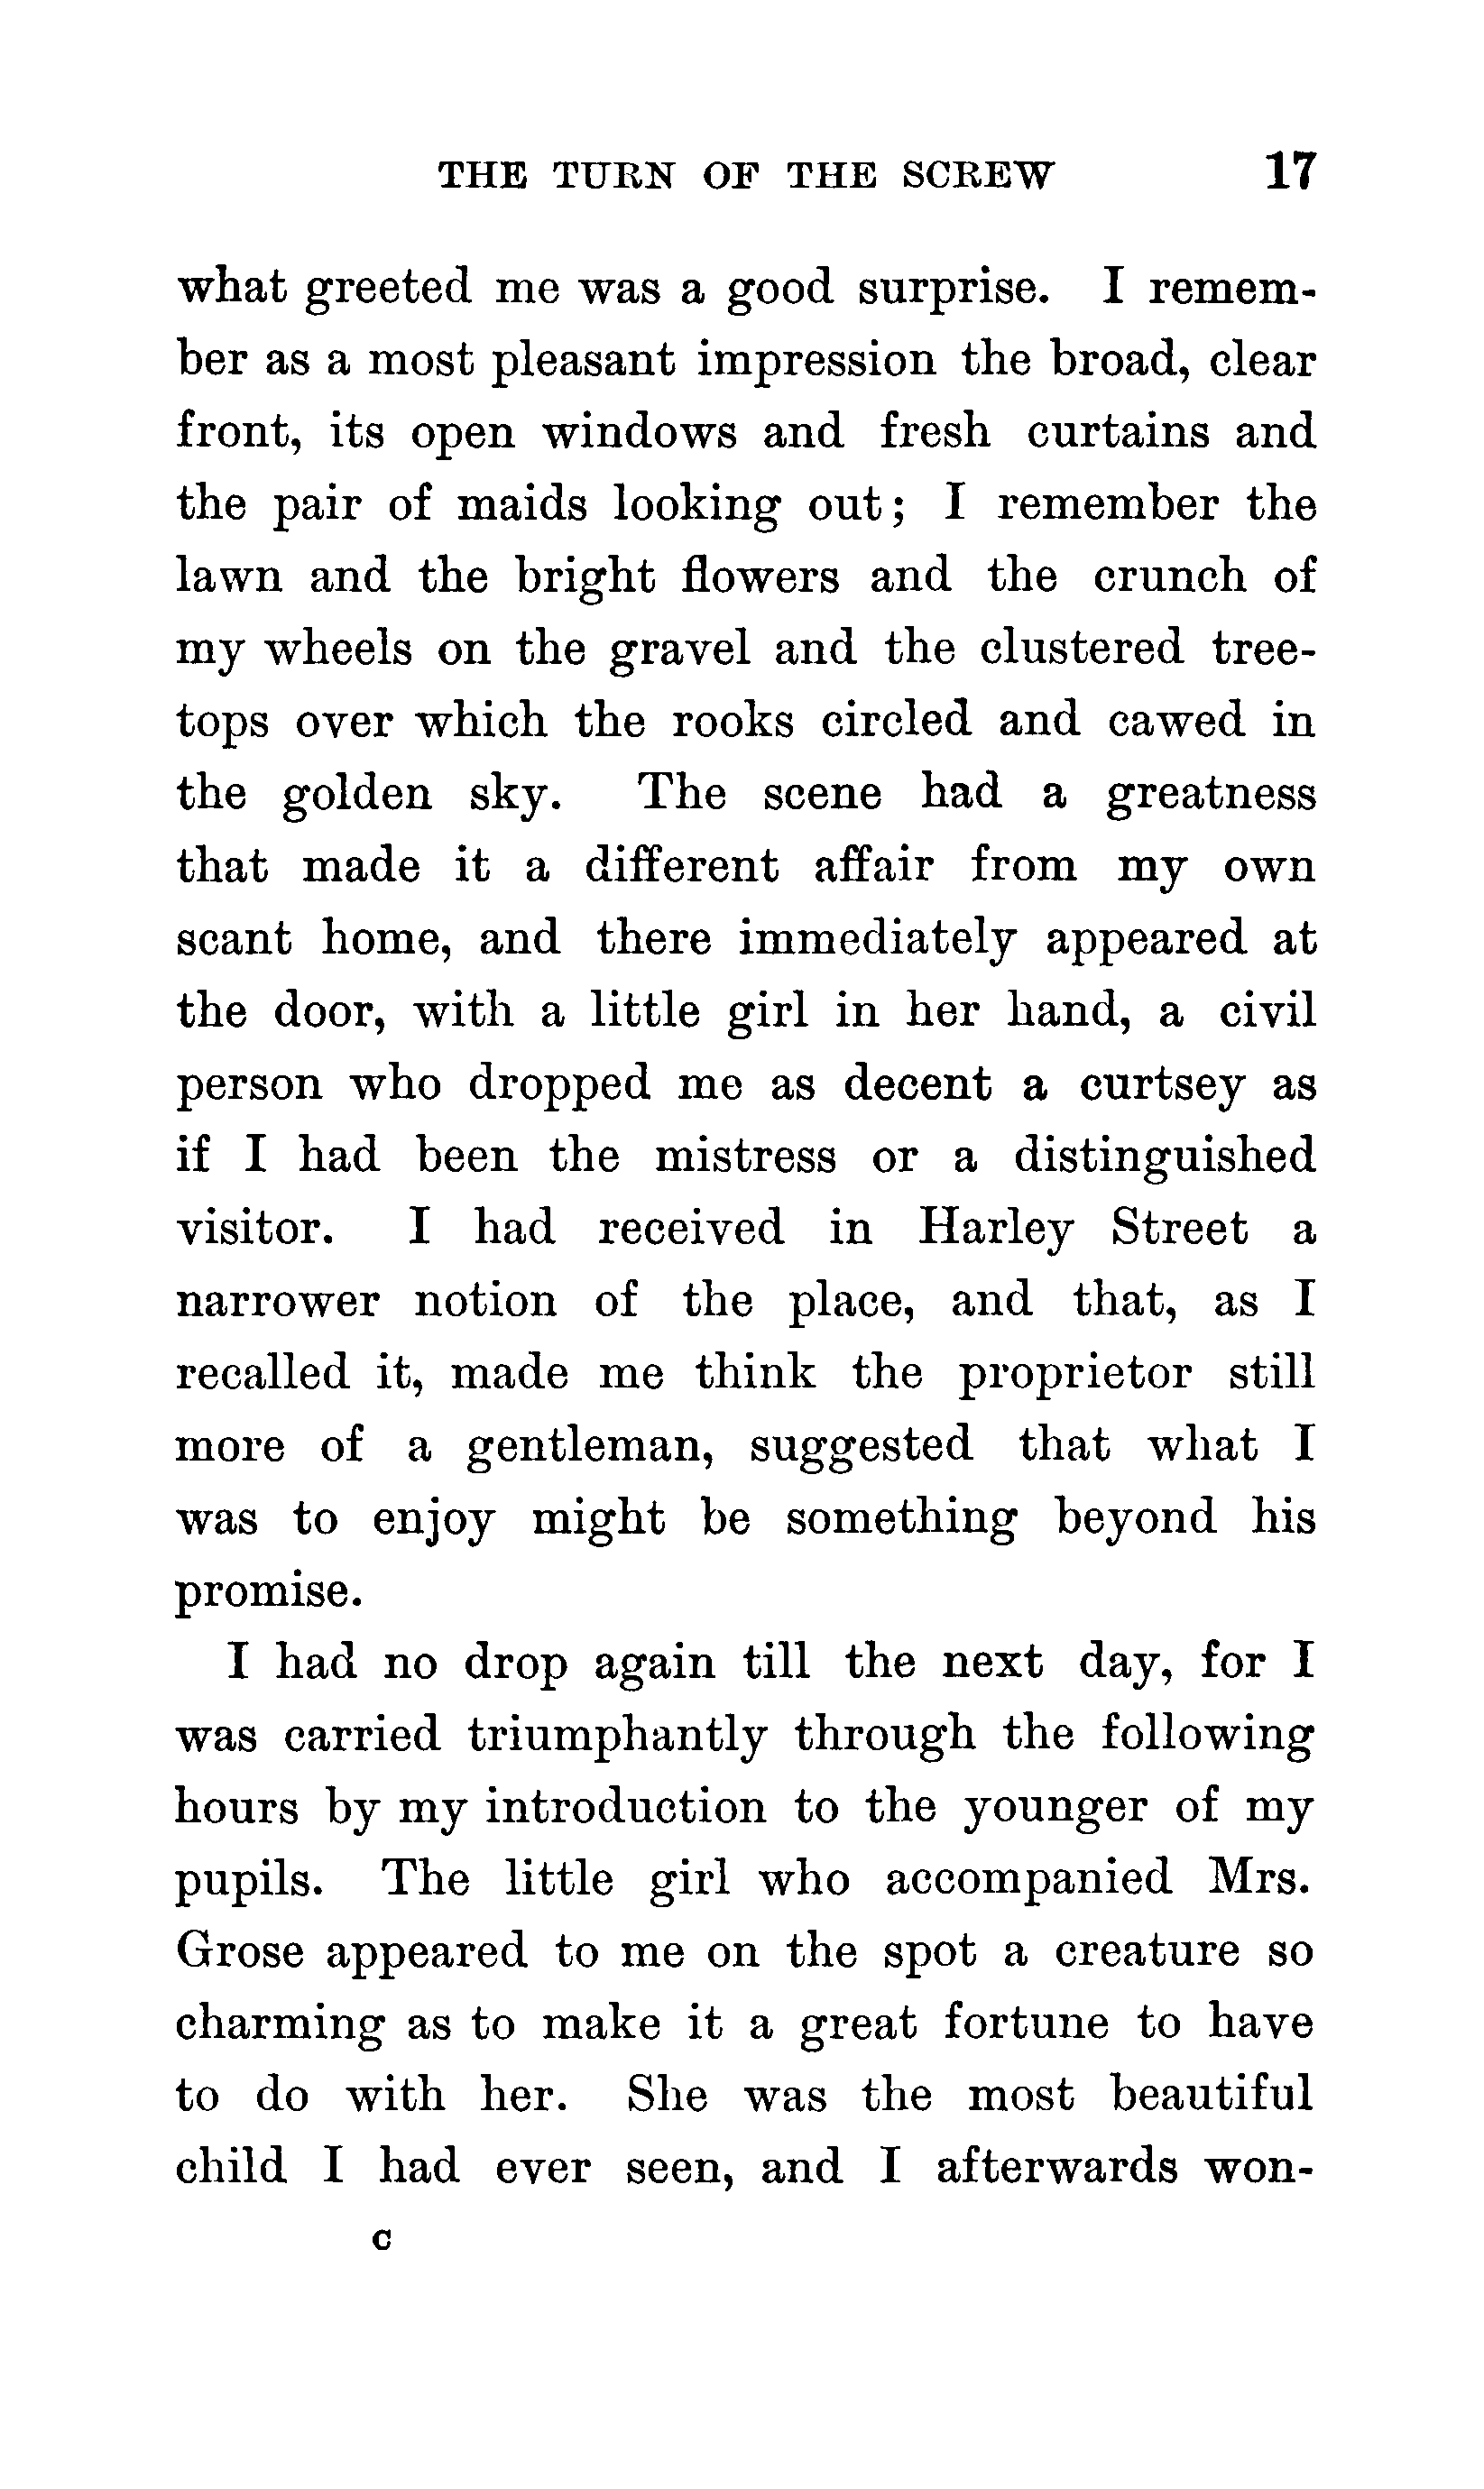 THE TURN OF THE SCREW 17
what greeted me was a good surprise. I remem-
ber as a most pleasant impression the broad, clear
front, its open windows and fresh curtains and
the pair of maids looking out; I remember the
lawn and the bright flowers and the crunch of
my wheels on the gravel and the clustered tree-
tops over which the rooks circled and cawed in
the golden sky. The scene had a greatness
that made it a different affair from my own
scant home, and there immediately appeared at
the door, with a little girl in her hand, a civil
person who dropped me as decent a curtsey as
if I had been the mistress or a distinguished
visitor. I had received in Harley Street a
narrower notion of the place, and that, as I
recalled it, made me think the proprietor still
more of a gentleman, suggested that what I
was to enjoy might be something beyond his
promise.
I had no drop again till the next day, for I
was carried triumphantly through the following
hours by my introduction to the younger of my
pupils. The little girl who accompanied Mrs.
Grose appeared to me on the spot a creature so
charming as to make it a great fortune to have
to do with her. She was the most beautiful
child I had ever seen, and I afterwards won-
C